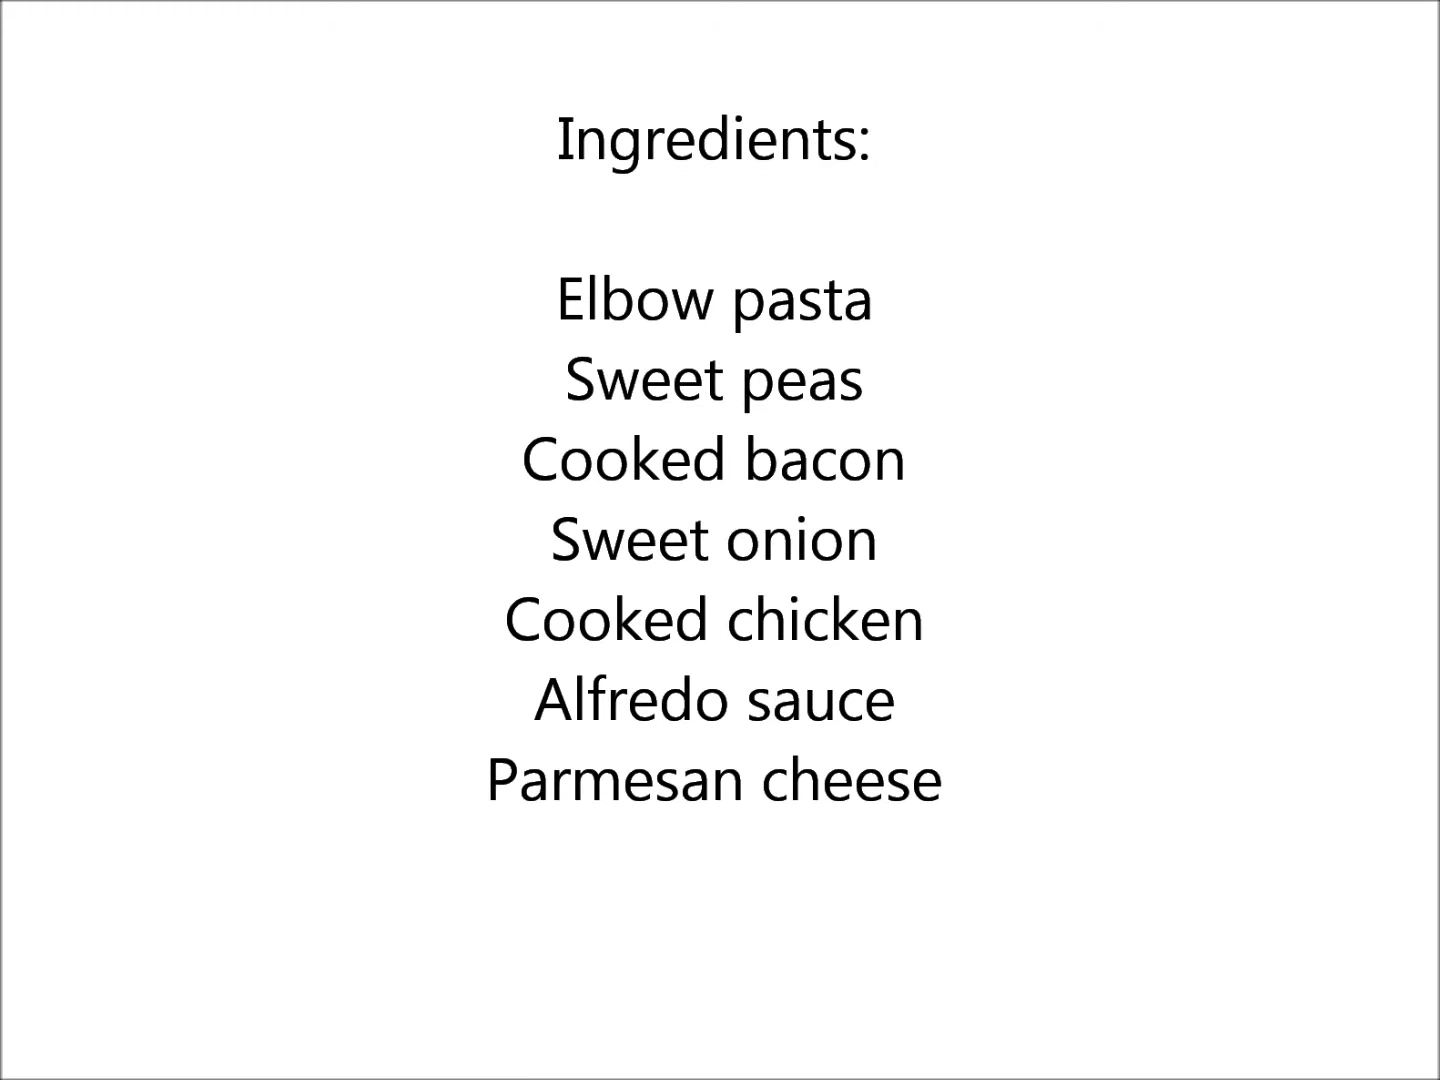 Ingredients:
Elbow pasta
Sweet peas
Cooked bacon
Sweet onion
Cooked chicken
Alfredo sauce
Parmesan cheese